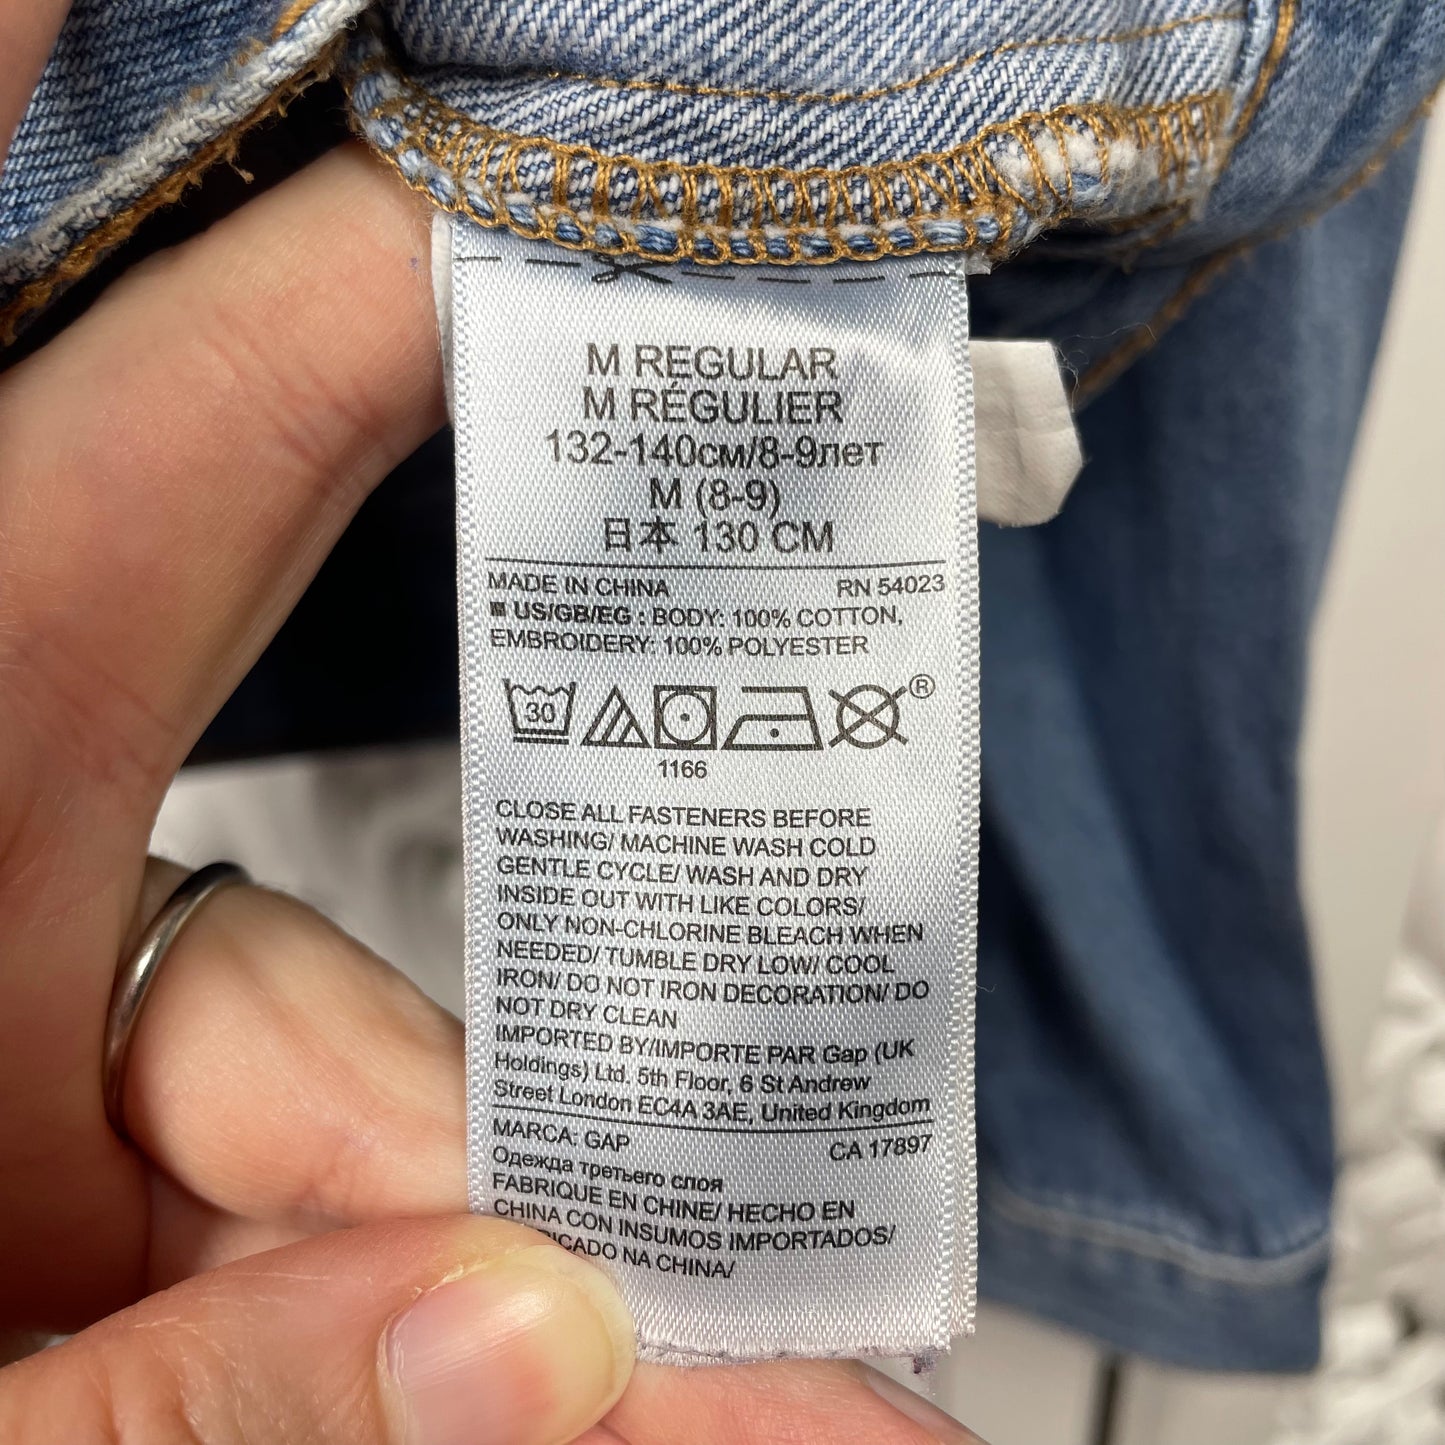 M REGULAR
M RÉGULIER
132-140см/8-9лет
M (8-9)
日本 130 CM
MADE IN CHINA RN 54023
US/GB/EG : BODY: 100% COTTON,
EMBROIDERY: 100% POLYESTER
30 ®
1166
CLOSE ALL FASTENERS BEFORE
WASHING/ MACHINE WASH COLD
GENTLE CYCLE/ WASH AND DRY
INSIDE OUT WITH LIKE COLORS/
ONLY NON-CHLORINE BLEACH WHEN
NEEDED/ TUMBLE DRY LOW/ COOL
IRON/ DO NOT IRON DECORATION/ DO
NOT DRY CLEAN
IMPORTED BY/IMPORTE PAR Gap (UK
Holdings) Ltd. 5th Floor, 6 St Andrew
Street London EC4A 3AE, United Kingdom
MARCA: GAP CA 17897
Одежда третьего слоя
FABRIQUE EN CHINE/ HECHO EN
CHINA CON INSUMOS IMPORTADOS/
NA CHINA/